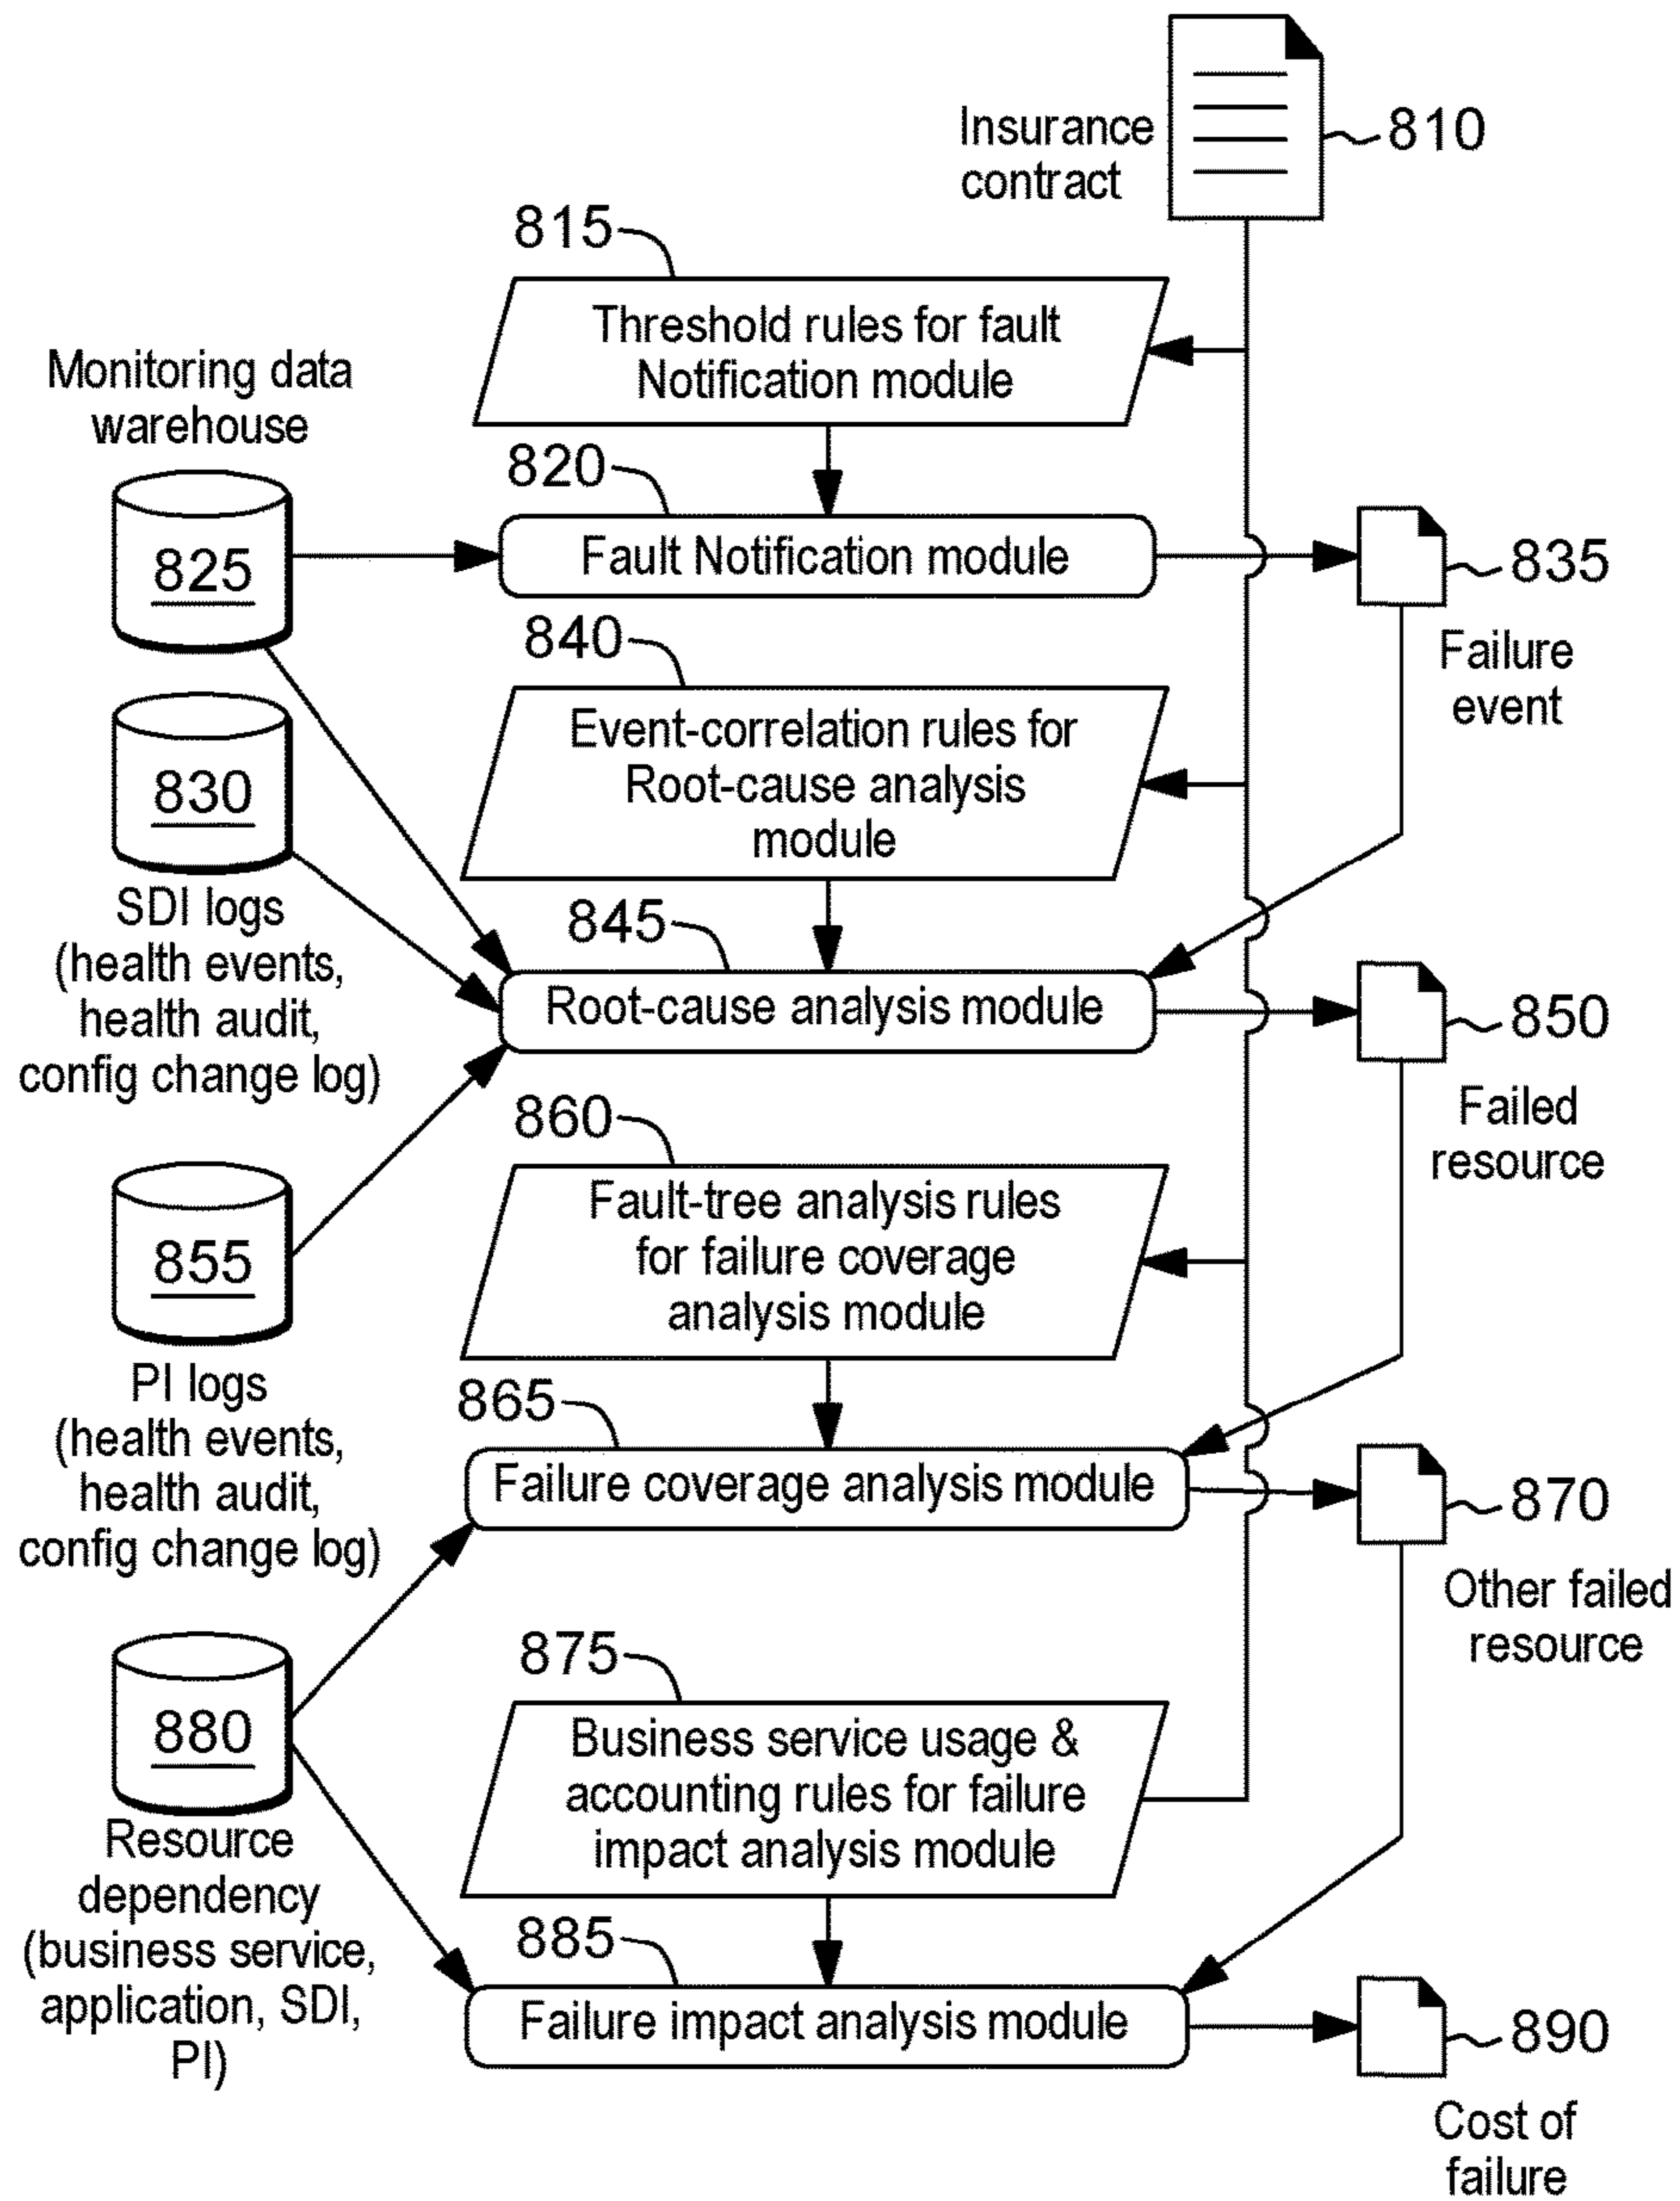 Insurance
contract
810
815
Threshold rules for fault
Notification module
Monitoring data
warehouse
820
825
Fault Notification module
835
Failure
event
840
Event-correlation rules for
Root-cause analysis
module
830
SDI logs
(health events,
health audit,
config change log)
845
Root-cause analysis module
850
Failed
resource
860
Fault-tree analysis rules
for failure coverage
analysis module
855
PI logs
(health events,
health audit,
config change log)
865
Failure coverage analysis module
870
Other failed
resource
875
Business service usage &
accounting rules for failure
impact analysis module
880
Resource
dependency
(business service,
application, SDI,
PI)
885
Failure impact analysis module
890
Cost of
failure